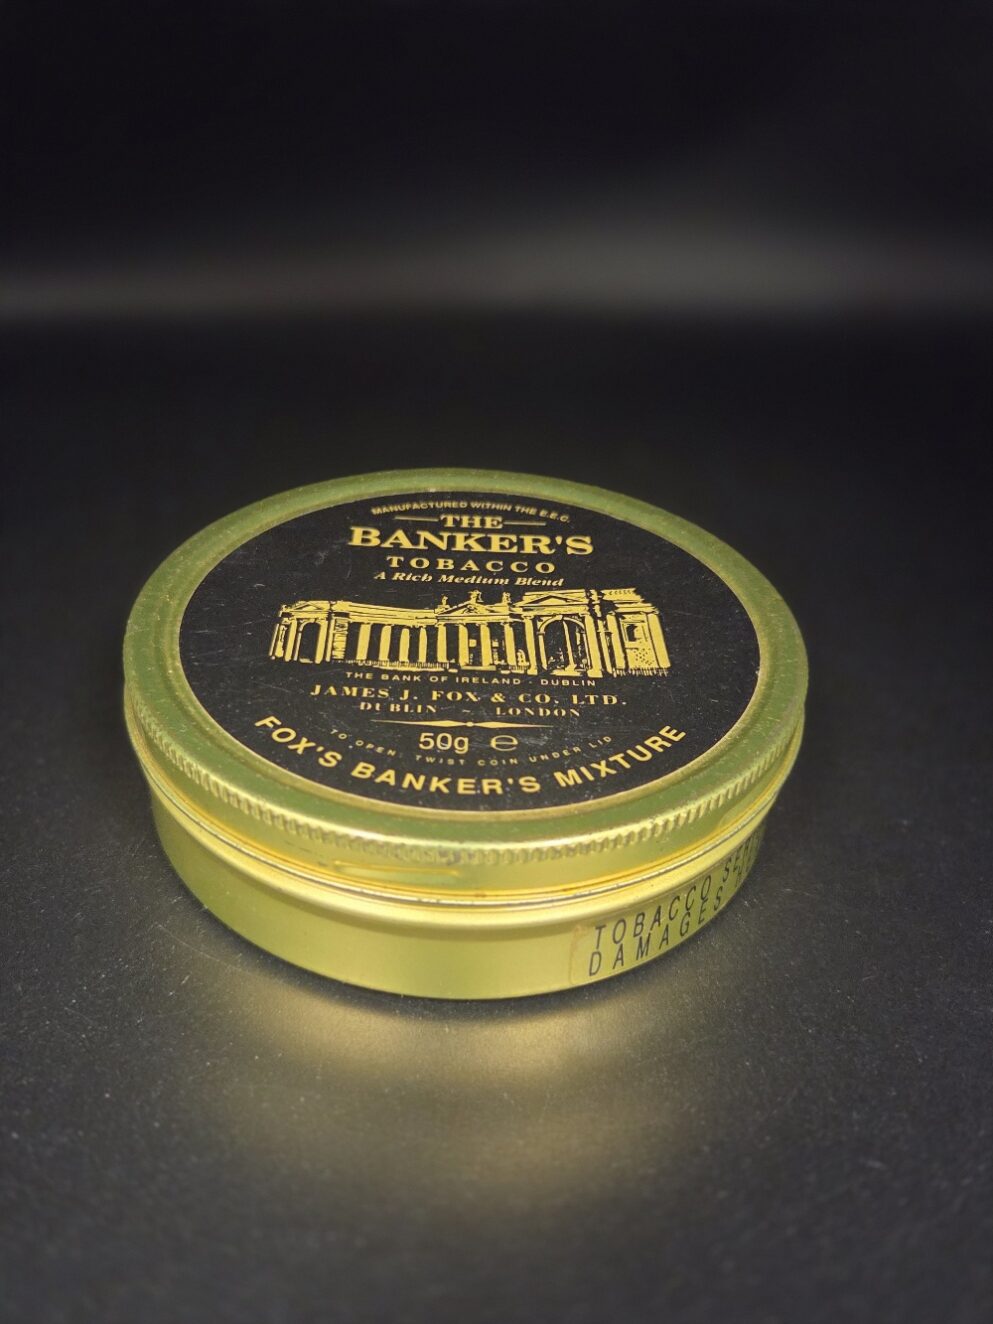 MANUFACTURED WITHIN THE E.E.C.
THE
BANKER'S
TOBACCO
A Rich Medium Blend
THE BANK OF IRELAND · DUBLIN
JAMES J. FOX & CO. LTD.
DUBLIN ~ LONDON
50g ℮
TO OPEN TWIST COIN UNDER LID
FOX'S BANKER'S MIXTURE
TOBACCO
DAMAGES